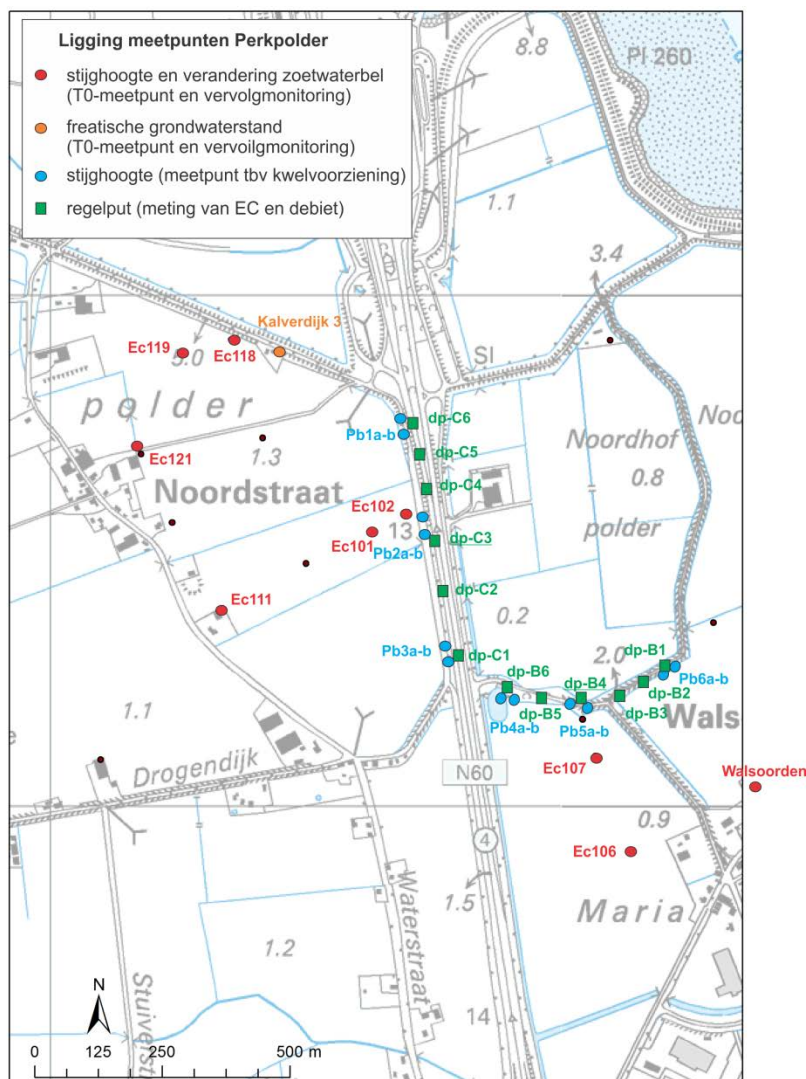 Ligging meetpunten Perkpolder
stijghoogte en verandering zoetwaterbel
(T0-meetpunt en vervolgmonitoring)
freatische grondwaterstand
(T0-meetpunt en vervoilgmonitoring)
stijghoogte (meetpunt tbv kwelvoorziening)
regelput (meting van EC en debiet)
8.8
Pl 260
1.1
3.4
Kalverdijk 3
Ec119
Ec118
3.0
SI
polder
dp-C6
Pb1a-b
Noo
Ec121
1.3
dp-C5
Noordhof
dp-C4
0.8
Noordstraat
Ec102
13
polder
Ec101
dp-C3
Pb2a-b
dp-C2
Ec111
0.2
Pb3a-b
dp-C1
dp-B1
dp-B6
2.0
Pb6a-b
dp-B4
dp-B2
1.1
dp-B5
dp-B3
Pb4a-b
Pb5a-b
Wals
e
Drogendijk
N60
Ec107
Walsoorden
0.9
4
Ec106
1.5
Waterstraat
Maria
1.2
N
Stuiverst
14
0 125 250 500 m